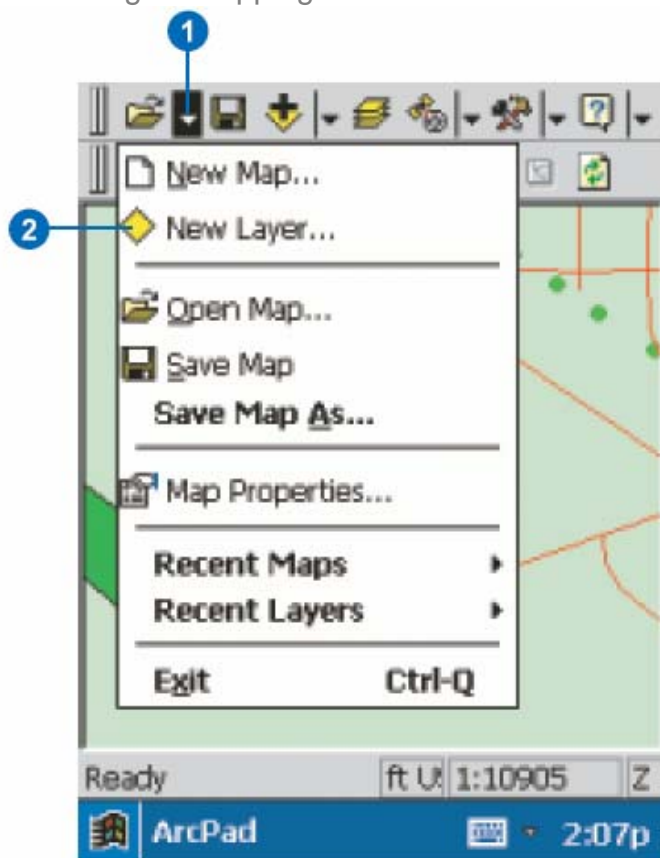 1
New Map...
2
New Layer...
Open Map...
Save Map
Save Map As...
Map Properties...
Recent Maps
Recent Layers
Exit Ctrl-Q
Ready ft U 1:10905 Z
ArcPad 2:07p